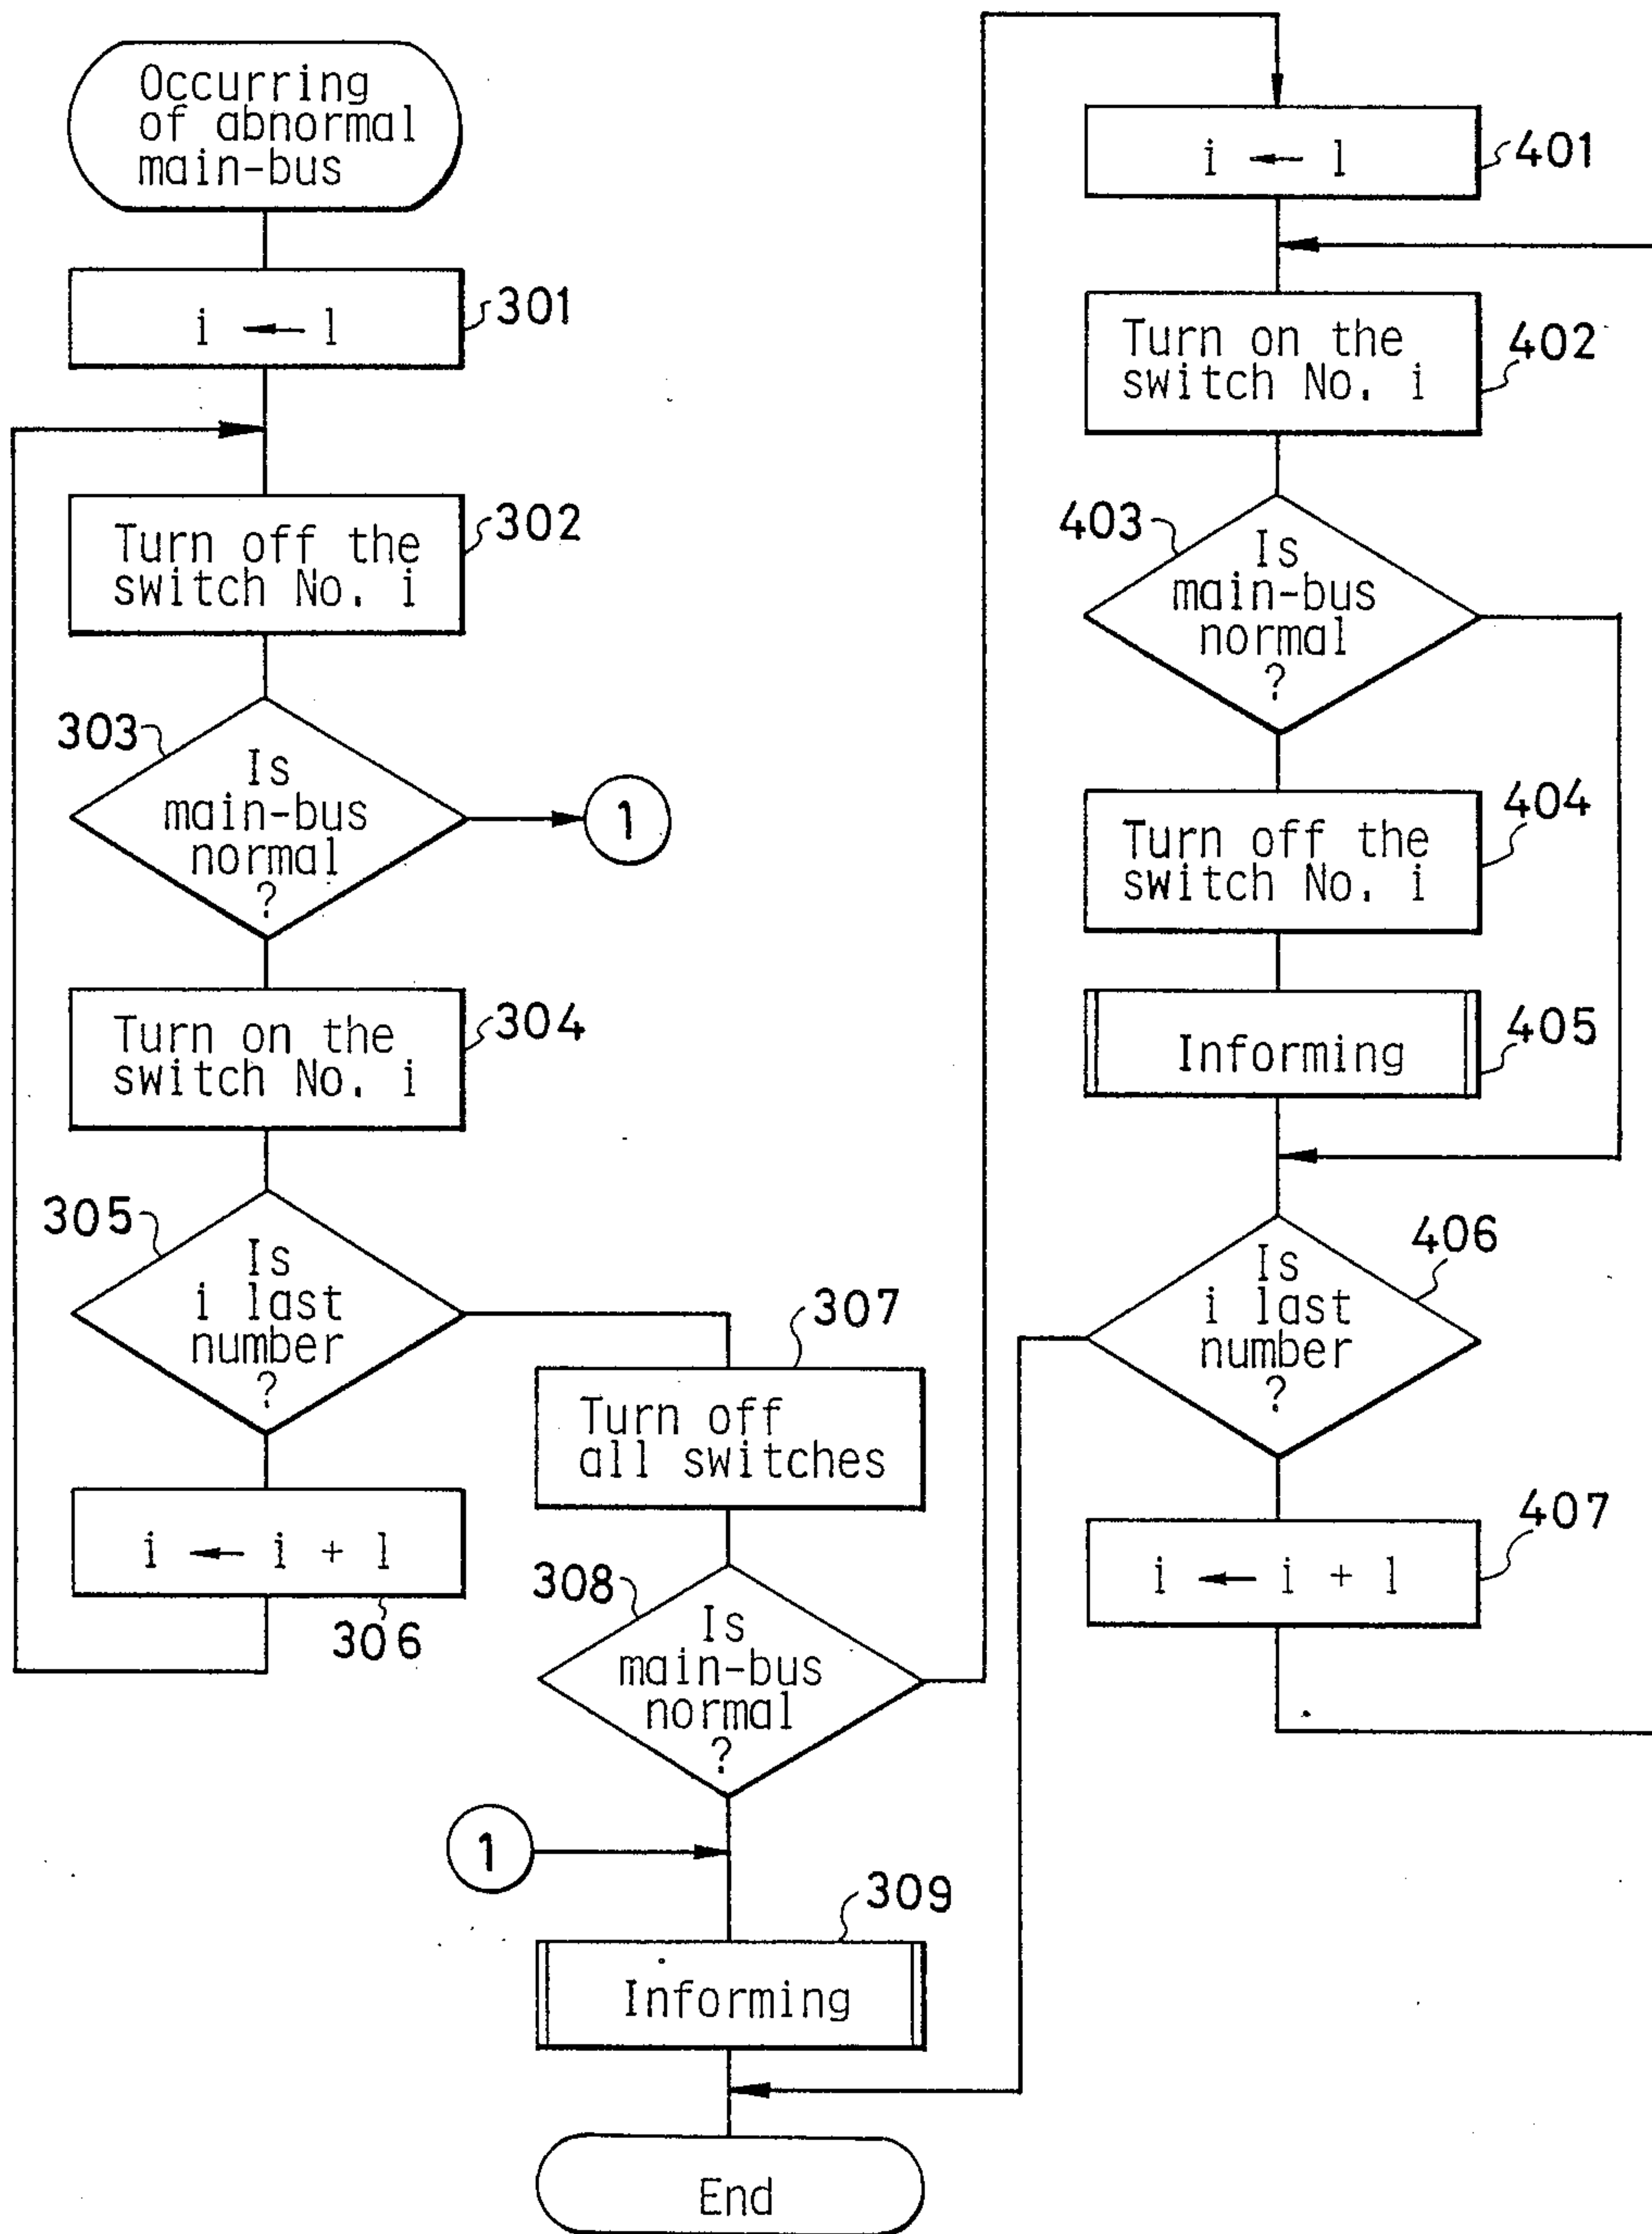 Occurring
of abnormal
main-bus
i ← 1
301
Turn off the
switch No. i
302
303
Is
main-bus
normal
?
1
Turn on the
switch No. i
304
305
Is
i last
number
?
i ← i + 1
306
307
Turn off
all switches
308
Is
main-bus
normal
?
1
309
Informing
End
i ← 1
401
Turn on the
switch No. i
402
403
Is
main-bus
normal
?
Turn off the
switch No. i
404
Informing
405
406
Is
i last
number
?
i ← i + 1
407